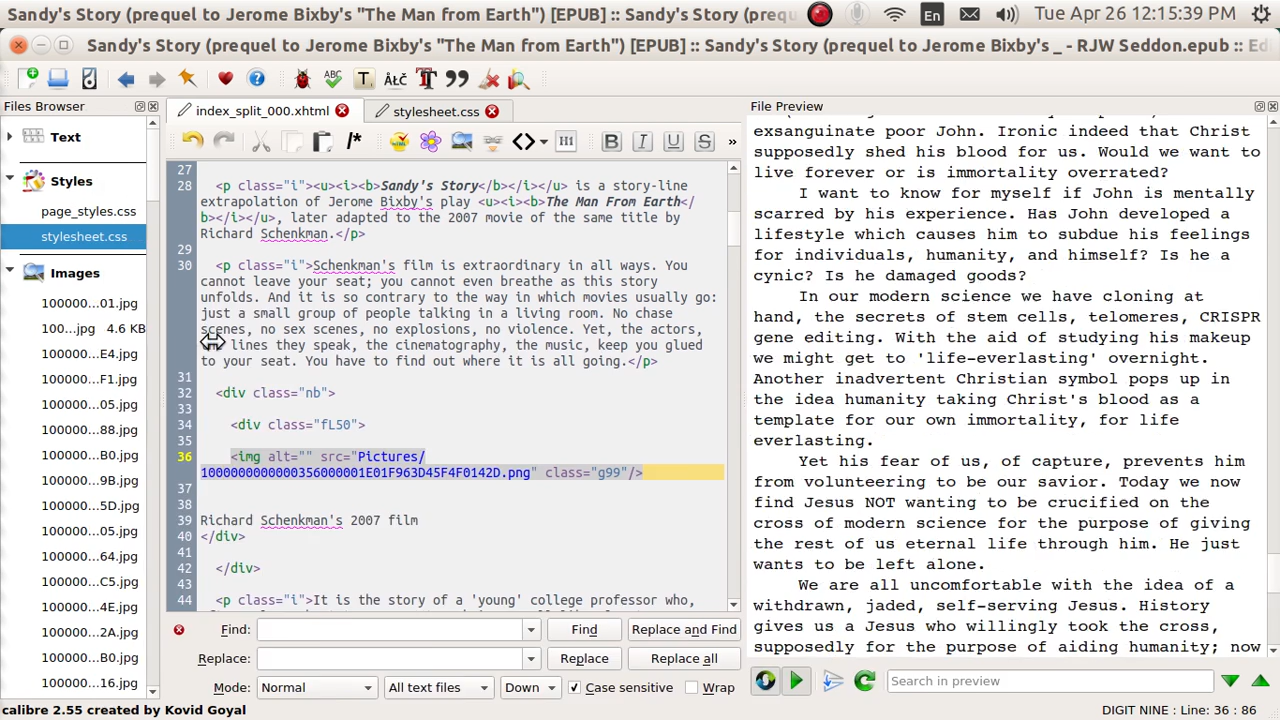 Sandy's Story (prequel to Jerome Bixby's "The Man from Earth") [EPUB] :: Sandy's Story (prequel to Jerome Bixby's "The Man from Earth") [EPUB] :: Sandy's Story (preq
En
Tue Apr 26 12:15:39 PM
Sandy's Story (prequel to Jerome Bixby's "The Man from Earth") [EPUB] :: Sandy's Story (prequel to Jerome Bixby's _ - RJW Seddon.epub :: Ed
Files Browser
Text
Styles
page_styles.css
stylesheet.css
Images
100000...01.jpg
100...jpg 4.6 KB
100000...E4.jpg
100000...F1.jpg
100000...05.jpg
100000...88.jpg
100000...90.jpg
100000...9B.jpg
100000...5D.jpg
100000...05.jpg
100000...64.jpg
100000...C5.jpg
100000...4E.jpg
100000...2A.jpg
100000...B0.jpg
100000...16.jpg
index_split_000.xhtml
stylesheet.css
27
28 <p class="i"><u><i><b>Sandy's Story</b></i></u> is a story-line
extrapolation of Jerome Bixby's play <u><i><b>The Man From Earth</
b></i></u>, later adapted to the 2007 movie of the same title by
Richard Schenkman.</p>
29
30 <p class="i">Schenkman's film is extraordinary in all ways. You
cannot leave your seat; you cannot even breathe as this story
unfolds. And it is so contrary to the way in which movies usually go:
just a small group of people talking in a living room. No chase
scenes, no sex scenes, no explosions, no violence. Yet, the actors,
lines they speak, the cinematography, the music, keep you glued
to your seat. You have to find out where it is all going.</p>
31
32 <div class="nb">
33
34 <div class="fL50">
35
36 <img alt="" src="Pictures/
1000000000000356000001E01F963D45F4F0142D.png" class="g99"/>
37
38
39 Richard Schenkman's 2007 film
40 </div>
41
42 </div>
43
44 <p class="i">It is the story of a 'young' college professor who,
Find:
Find
Replace and Find
Replace:
Replace
Replace all
Mode:
Normal
All text files
Down
Case sensitive
Wrap
File Preview
exsanguinate poor John. Ironic indeed that Christ
supposedly shed his blood for us. Would we want to
live forever or is immortality overrated?
I want to know for myself if John is mentally
scarred by his experience. Has John developed a
lifestyle which causes him to subdue his feelings
for individuals, humanity, and himself? Is he a
cynic? Is he damaged goods?
In our modern science we have cloning at
hand, the secrets of stem cells, telomeres, CRISPR
gene editing. With the aid of studying his makeup
we might get to 'life-everlasting' overnight.
Another inadvertent Christian symbol pops up in
the idea humanity taking Christ's blood as a
template for our own immortality, for life
everlasting.
Yet his fear of us, of capture, prevents him
from volunteering to be our savior. Today we now
find Jesus NOT wanting to be crucified on the
cross of modern science for the purpose of giving
the rest of us eternal life through him. He just
wants to be left alone.
We are all uncomfortable with the idea of a
withdrawn, jaded, self-serving Jesus. History
gives us a Jesus who willingly took the cross,
supposedly for the purpose of aiding humanity; now
Search in preview
calibre 2.55 created by Kovid Goyal
DIGIT NINE : Line: 36 : 86